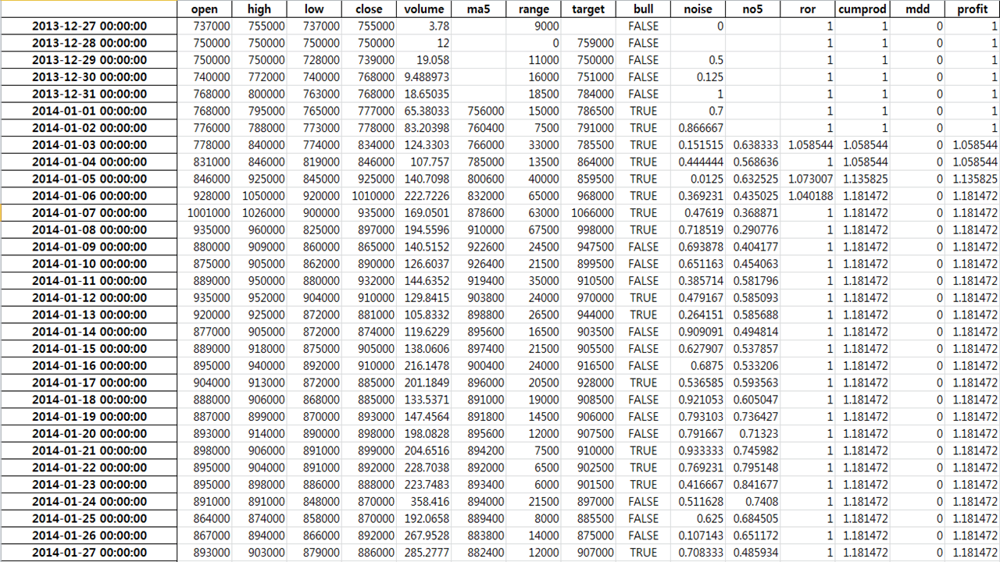 open high low close volume ma5 range target bull noise no5 ror cumprod mdd profit
2013-12-27 00:00:00 737000 755000 737000 755000 3.78 9000 FALSE 0 1 1 0 1
2013-12-28 00:00:00 750000 750000 750000 750000 12 0 759000 FALSE 1 1 0 1
2013-12-29 00:00:00 750000 750000 728000 739000 19.058 11000 750000 FALSE 0.5 1 1 0 1
2013-12-30 00:00:00 740000 772000 740000 768000 9.488973 16000 751000 FALSE 0.125 1 1 0 1
2013-12-31 00:00:00 768000 800000 763000 768000 18.65035 18500 784000 FALSE 1 1 1 0 1
2014-01-01 00:00:00 768000 795000 765000 777000 65.38033 756000 15000 786500 TRUE 0.7 1 1 0 1
2014-01-02 00:00:00 776000 788000 773000 778000 83.20398 760400 7500 791000 TRUE 0.866667 1 1 0 1
2014-01-03 00:00:00 778000 840000 774000 834000 124.3303 766000 33000 785500 TRUE 0.151515 0.638333 1.058544 1.058544 0 1.058544
2014-01-04 00:00:00 831000 846000 819000 846000 107.757 785000 13500 864000 TRUE 0.444444 0.568636 1 1.058544 0 1.058544
2014-01-05 00:00:00 846000 925000 845000 925000 140.7098 800600 40000 859500 TRUE 0.0125 0.632525 1.073007 1.135825 0 1.135825
2014-01-06 00:00:00 928000 1050000 920000 1010000 222.7226 832000 65000 968000 TRUE 0.369231 0.435025 1.040188 1.181472 0 1.181472
2014-01-07 00:00:00 1001000 1026000 900000 935000 169.0501 878600 63000 1066000 TRUE 0.47619 0.368871 1 1.181472 0 1.181472
2014-01-08 00:00:00 935000 960000 825000 897000 194.5596 910000 67500 998000 TRUE 0.718519 0.290776 1 1.181472 0 1.181472
2014-01-09 00:00:00 880000 909000 860000 865000 140.5152 922600 24500 947500 FALSE 0.693878 0.404177 1 1.181472 0 1.181472
2014-01-10 00:00:00 875000 905000 862000 890000 126.6037 926400 21500 899500 FALSE 0.651163 0.454063 1 1.181472 0 1.181472
2014-01-11 00:00:00 889000 950000 880000 932000 144.6352 919400 35000 910500 FALSE 0.385714 0.581796 1 1.181472 0 1.181472
2014-01-12 00:00:00 935000 952000 904000 910000 129.8415 903800 24000 970000 TRUE 0.479167 0.585093 1 1.181472 0 1.181472
2014-01-13 00:00:00 920000 925000 872000 881000 105.8332 898800 26500 944000 TRUE 0.264151 0.585688 1 1.181472 0 1.181472
2014-01-14 00:00:00 877000 905000 872000 874000 119.6229 895600 16500 903500 FALSE 0.909091 0.494814 1 1.181472 0 1.181472
2014-01-15 00:00:00 889000 918000 875000 905000 138.0606 897400 21500 905500 FALSE 0.627907 0.537857 1 1.181472 0 1.181472
2014-01-16 00:00:00 895000 940000 892000 910000 216.1478 900400 24000 916500 FALSE 0.6875 0.533206 1 1.181472 0 1.181472
2014-01-17 00:00:00 904000 913000 872000 885000 201.1849 896000 20500 928000 TRUE 0.536585 0.593563 1 1.181472 0 1.181472
2014-01-18 00:00:00 888000 906000 868000 885000 133.5371 891000 19000 908500 FALSE 0.921053 0.605047 1 1.181472 0 1.181472
2014-01-19 00:00:00 887000 899000 870000 893000 147.4564 891800 14500 906000 FALSE 0.793103 0.736427 1 1.181472 0 1.181472
2014-01-20 00:00:00 893000 914000 890000 898000 198.0828 895600 12000 907500 FALSE 0.791667 0.71323 1 1.181472 0 1.181472
2014-01-21 00:00:00 898000 906000 891000 899000 204.6516 894200 7500 910000 TRUE 0.933333 0.745982 1 1.181472 0 1.181472
2014-01-22 00:00:00 895000 904000 891000 892000 228.7038 892000 6500 902500 TRUE 0.769231 0.795148 1 1.181472 0 1.181472
2014-01-23 00:00:00 895000 898000 886000 888000 223.7483 893400 6000 901500 TRUE 0.416667 0.841677 1 1.181472 0 1.181472
2014-01-24 00:00:00 891000 891000 848000 870000 358.416 894000 21500 897000 FALSE 0.511628 0.7408 1 1.181472 0 1.181472
2014-01-25 00:00:00 864000 874000 858000 870000 192.0658 889400 8000 885500 FALSE 0.625 0.684505 1 1.181472 0 1.181472
2014-01-26 00:00:00 867000 894000 866000 892000 267.9528 883800 14000 875000 FALSE 0.107143 0.651172 1 1.181472 0 1.181472
2014-01-27 00:00:00 893000 903000 879000 886000 285.2777 882400 12000 907000 TRUE 0.708333 0.485934 1 1.181472 0 1.181472